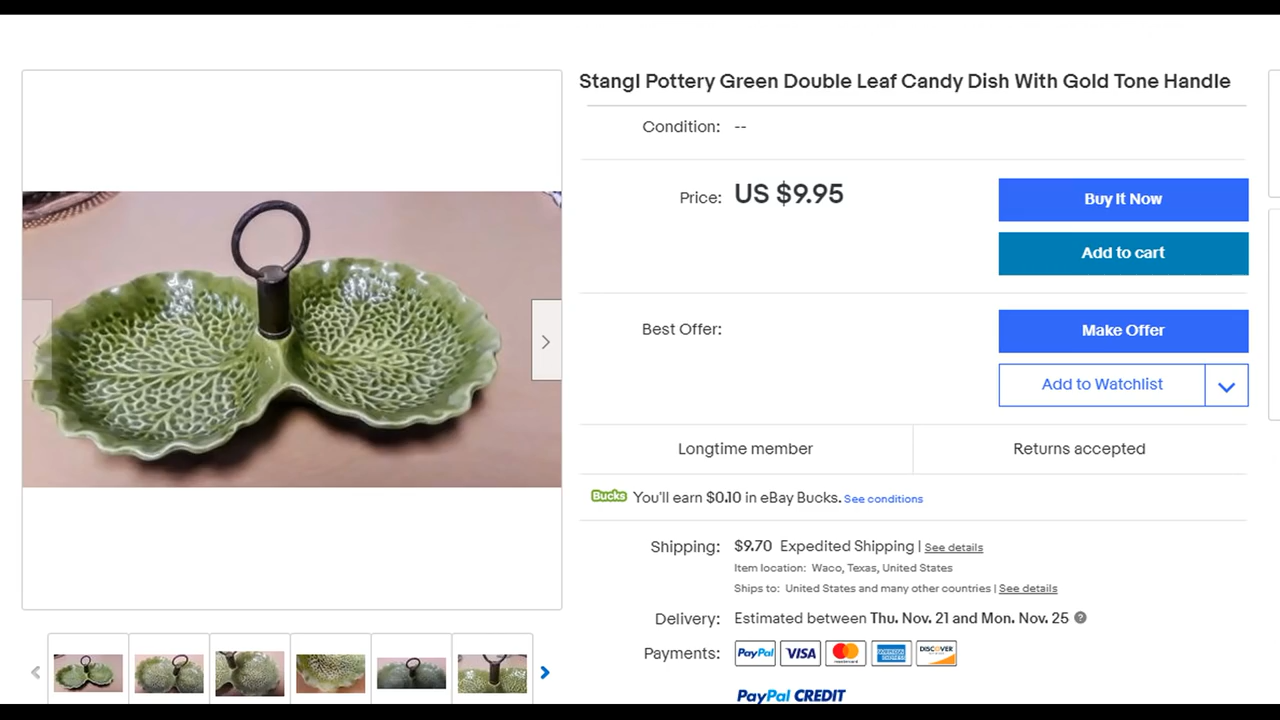 Stangl Pottery Green Double Leaf Candy Dish With Gold Tone Handle
Condition: --
Price: US $9.95
Buy It Now
Add to cart
Best Offer:
Make Offer
Add to Watchlist
Longtime member
Returns accepted
Bucks You'll earn $0.10 in eBay Bucks. See conditions
Shipping: $9.70 Expedited Shipping | See details
Item location: Waco, Texas, United States
Ships to: United States and many other countries | See details
Delivery: Estimated between Thu. Nov. 21 and Mon. Nov. 25 ?
Payments: PayPal VISA mastercard AMERICAN EXPRESS DISCOVER
PayPal CREDIT